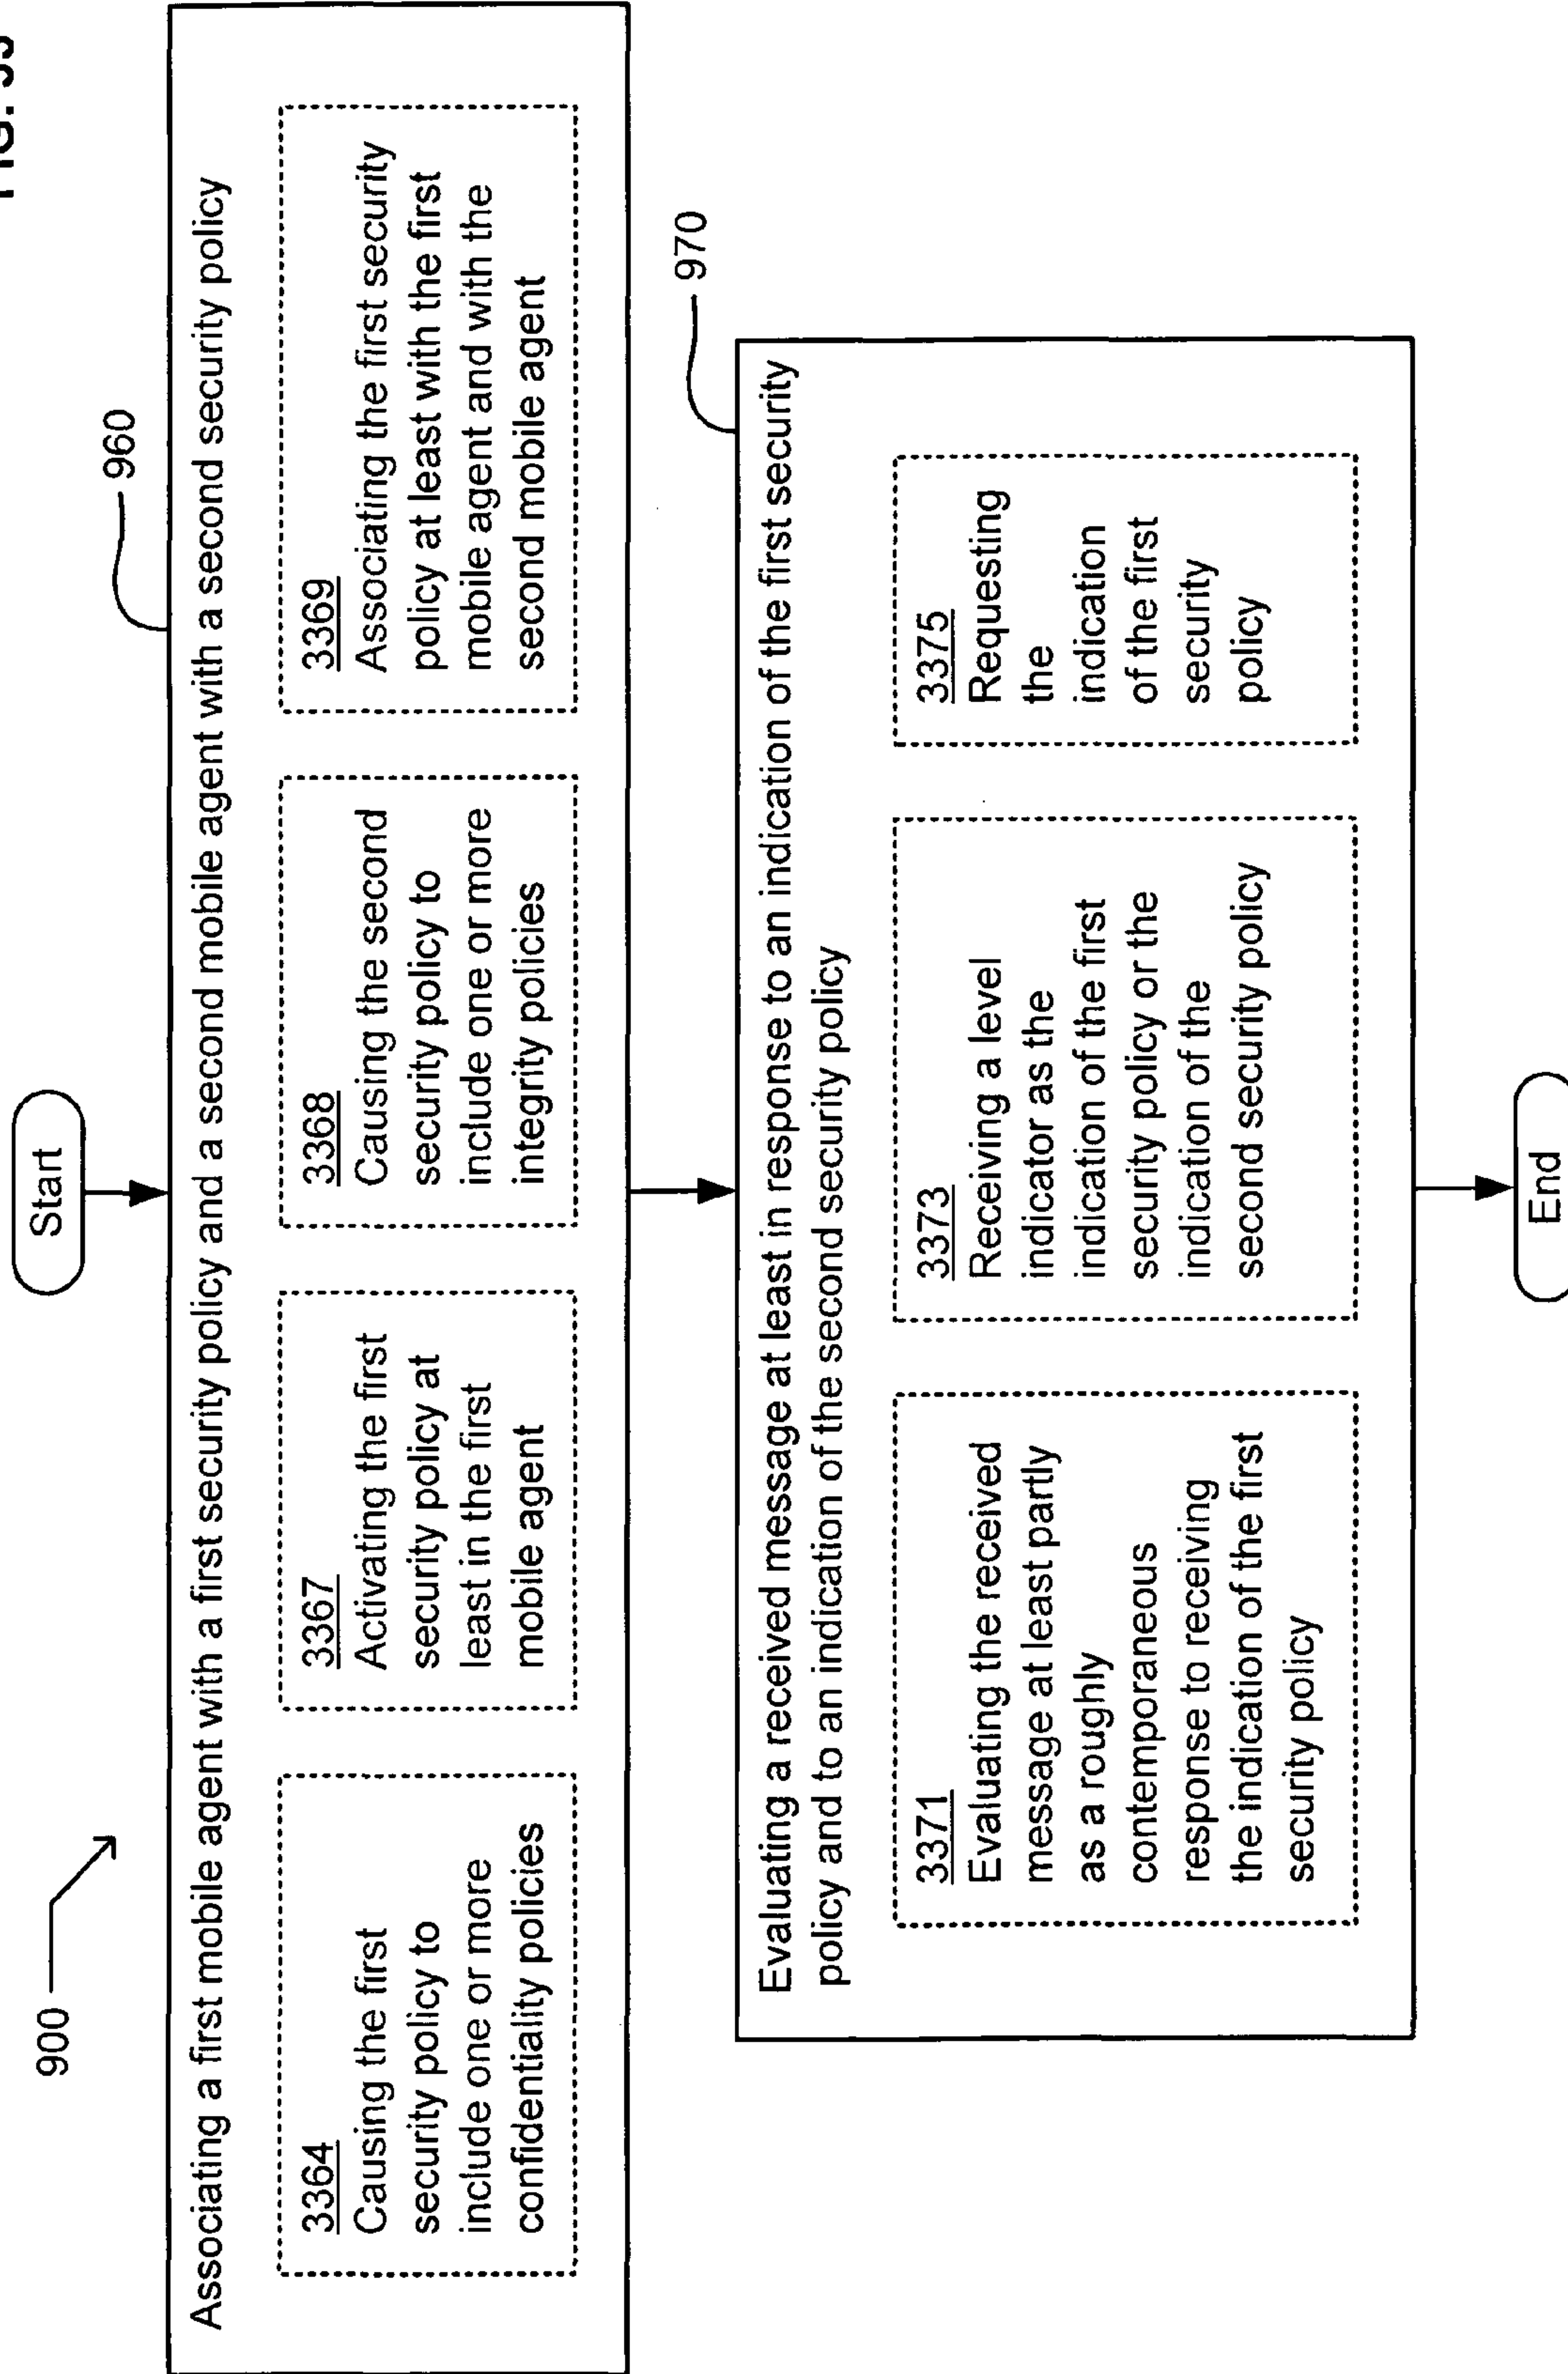 900
Start
960
Associating a first mobile agent with a first security policy and a second mobile agent with a second security policy
3364
Causing the first
security policy to
include one or more
confidentiality policies
3367
Activating the first
security policy at
least in the first
mobile agent
3368
Causing the second
security policy to
include one or more
integrity policies
3369
Associating the first security
policy at least with the first
mobile agent and with the
second mobile agent
970
Evaluating a received message at least in response to an indication of the first security
policy and to an indication of the second security policy
3371
Evaluating the received
message at least partly
as a roughly
contemporaneous
response to receiving
the indication of the first
security policy
3373
Receiving a level
indicator as the
indication of the first
security policy or the
indication of the
second security policy
3375
Requesting
the
indication
of the first
security
policy
End